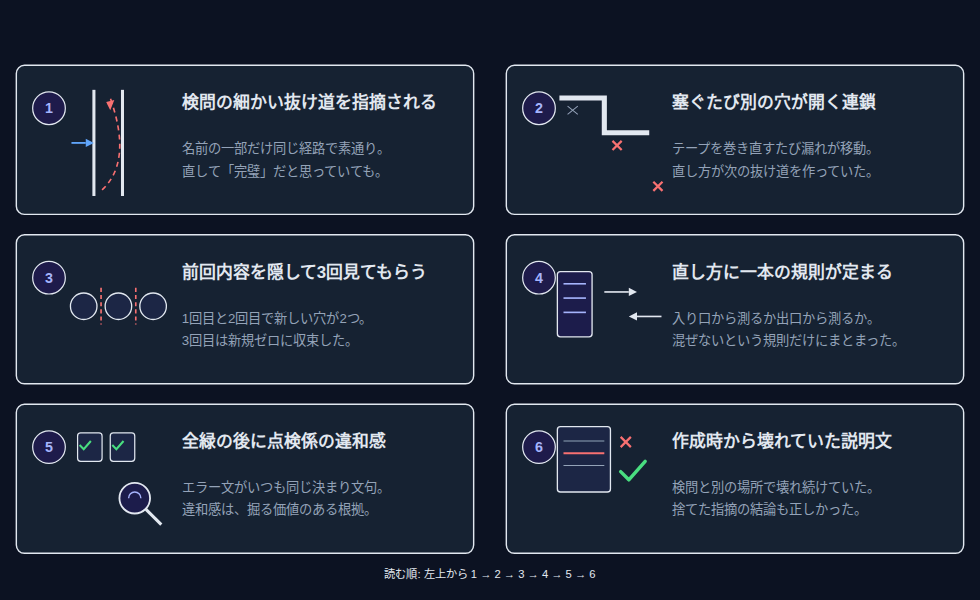 1
検問の細かい抜け道を指摘される
名前の一部だけ同じ経路で素通り。
直して「完璧」だと思っていても。
2
塞ぐたび別の穴が開く連鎖
テープを巻き直すたび漏れが移動。
直し方が次の抜け道を作っていた。
3
前回内容を隠して3回見てもらう
1回目と2回目で新しい穴が2つ。
3回目は新規ゼロに収束した。
4
直し方に一本の規則が定まる
入り口から測るか出口から測るか。
混ぜないという規則だけにまとまった。
5
全緑の後に点検係の違和感
エラー文がいつも同じ決まり文句。
違和感は、掘る価値のある根拠。
6
作成時から壊れていた説明文
検問と別の場所で壊れ続けていた。
捨てた指摘の結論も正しかった。
読む順: 左上から 1 → 2 → 3 → 4 → 5 → 6